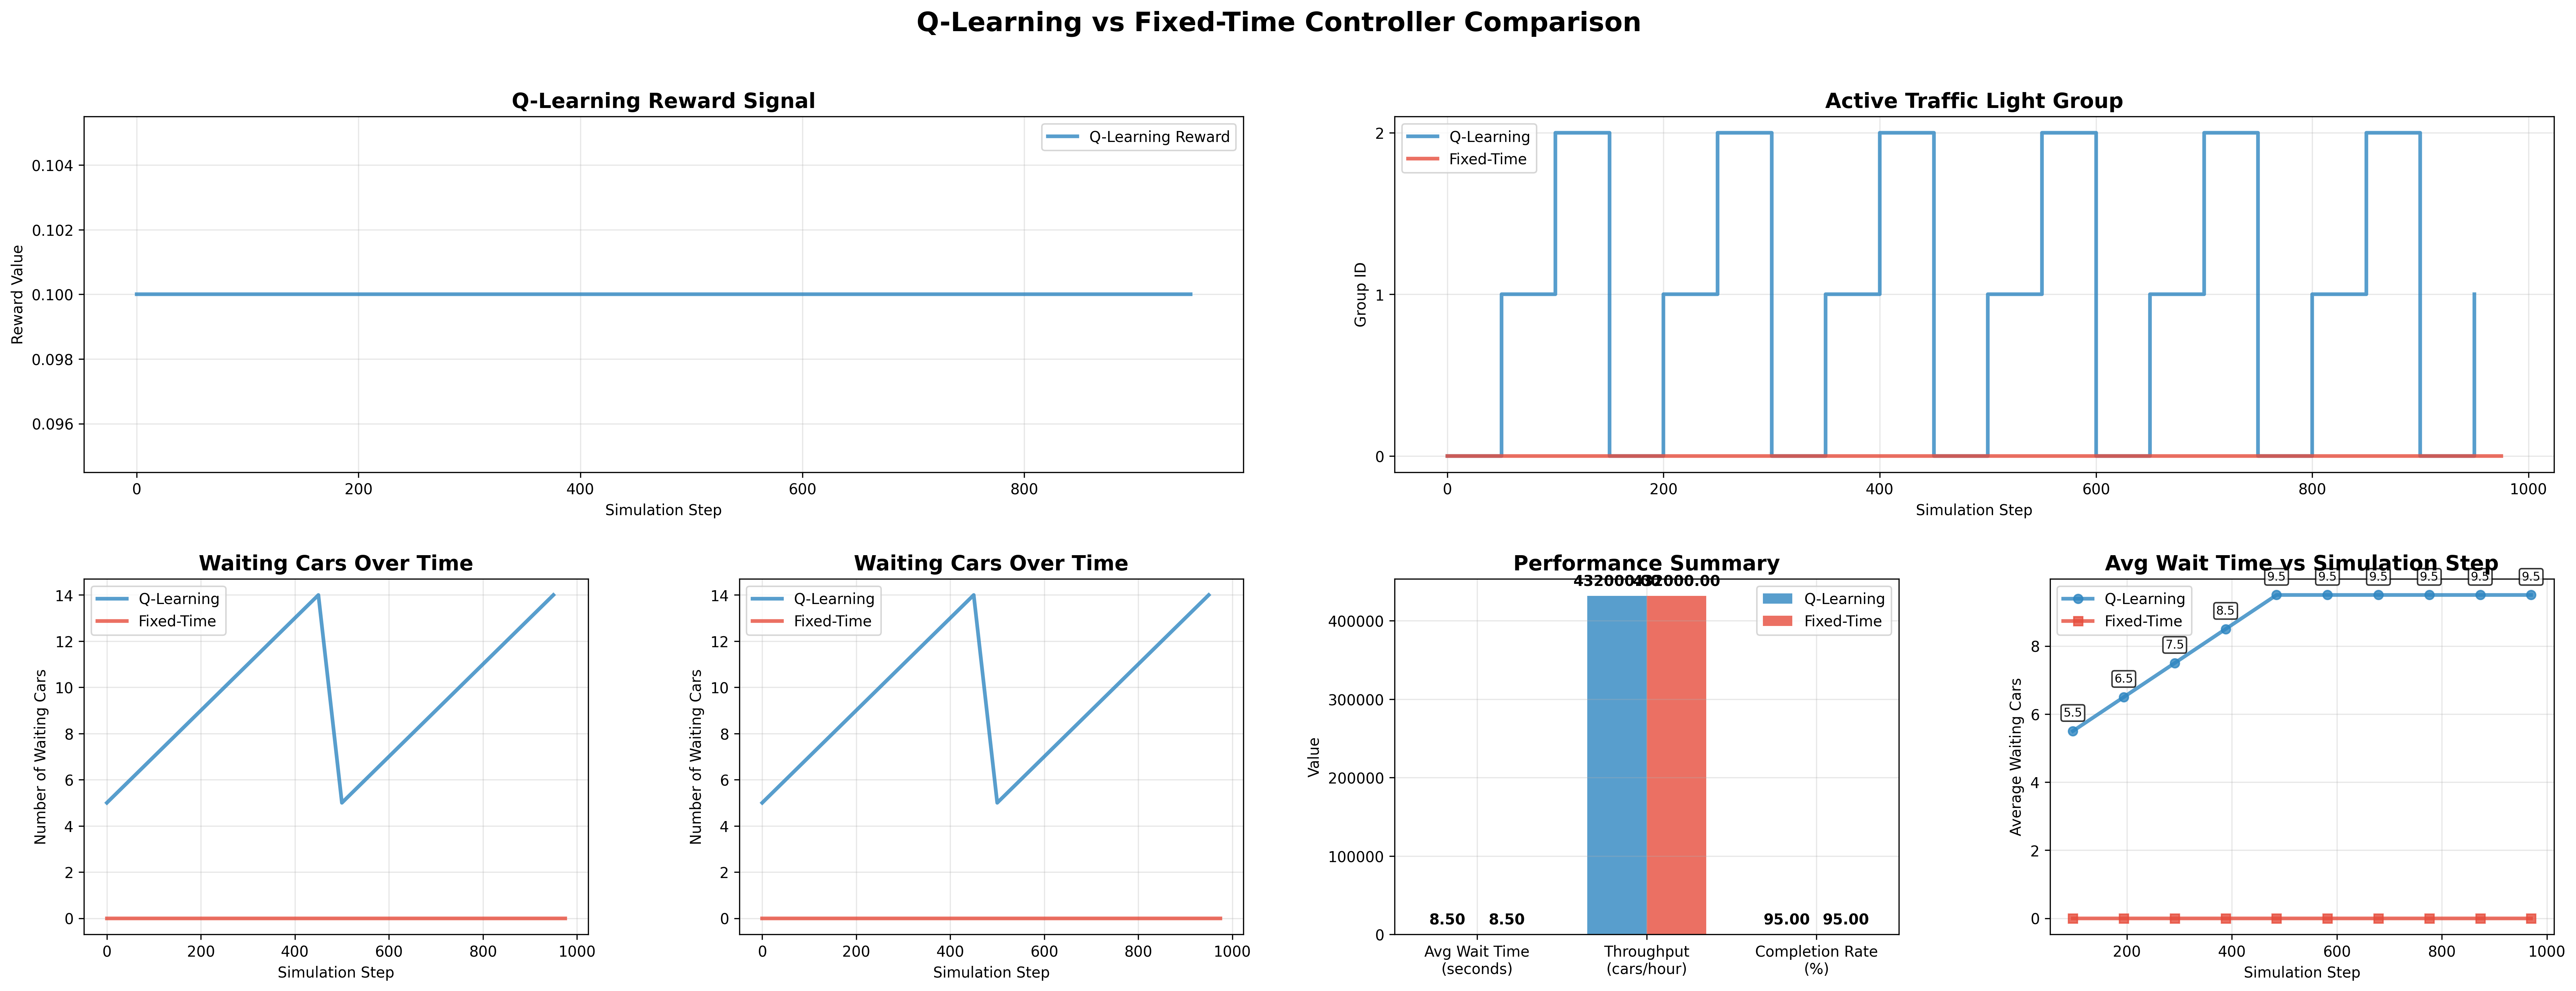 Q-Learning vs Fixed-Time Controller Comparison
Q-Learning Reward Signal
Q-Learning Reward
0.104
0.102
0.100
0.098
0.096
Reward Value
0 200 400 600 800
Simulation Step
Active Traffic Light Group
Q-Learning
Fixed-Time
2
1
0
Group ID
0 200 400 600 800 1000
Simulation Step
Waiting Cars Over Time
Q-Learning
Fixed-Time
14
12
10
8
6
4
2
0
Number of Waiting Cars
0 200 400 600 800 1000
Simulation Step
Waiting Cars Over Time
Q-Learning
Fixed-Time
14
12
10
8
6
4
2
0
Number of Waiting Cars
0 200 400 600 800 1000
Simulation Step
Performance Summary
432000.00 432000.00
Q-Learning
Fixed-Time
400000
300000
200000
100000
0
Value
8.50 8.50 95.00 95.00
Avg Wait Time Throughput Completion Rate
(seconds) (cars/hour) (%)
Avg Wait Time vs Simulation Step
9.5 9.5 9.5 9.5 9.5 9.5
Q-Learning
Fixed-Time
8.5
7.5
6.5
5.5
8
6
4
2
0
Average Waiting Cars
200 400 600 800 1000
Simulation Step